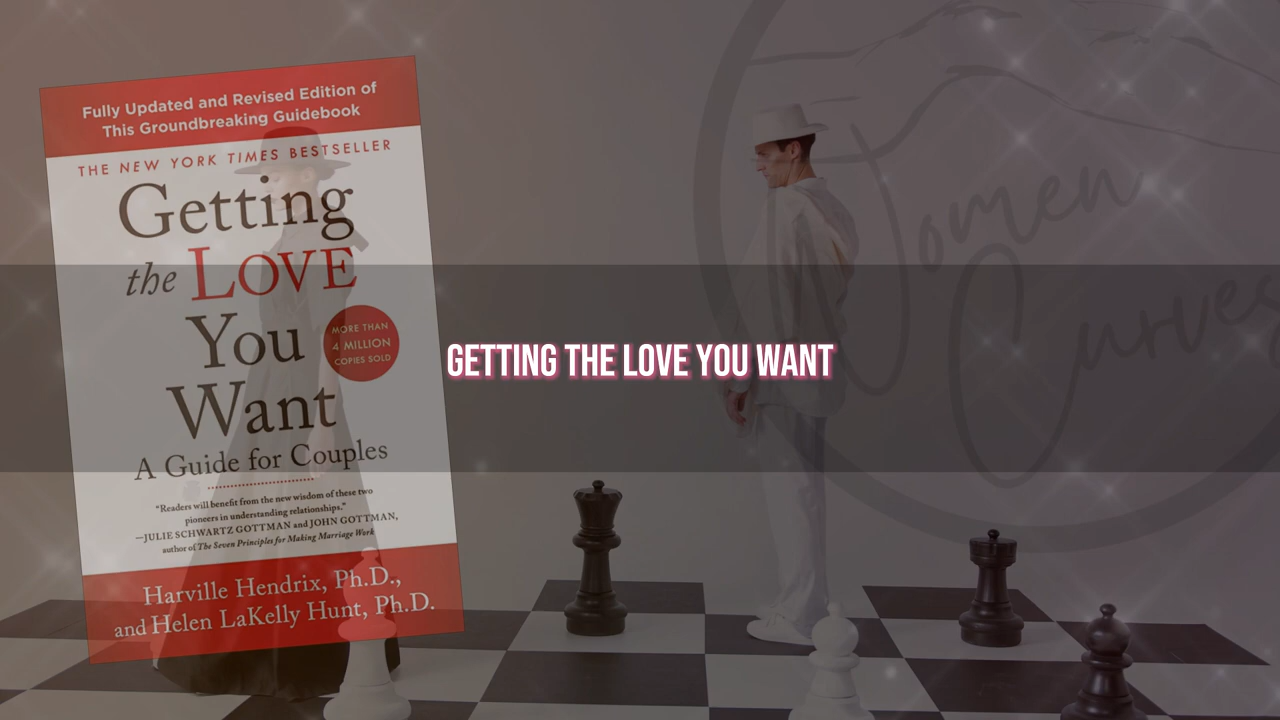 Fully Updated and Revised Edition of
This Groundbreaking Guidebook
THE NEW YORK TIMES BESTSELLER
Getting
the LOVE
You
Want
MORE THAN
4 MILLION
COPIES SOLD
A Guide for Couples
"Readers will benefit from the new wisdom of these two
pioneers in understanding relationships."
—JULIE SCHWARTZ GOTTMAN and JOHN GOTTMAN,
author of The Seven Principles for Making Marriage Work
Harville Hendrix, Ph.D.,
and Helen LaKelly Hunt, Ph.D.
GETTING THE LOVE YOU WANT
Women
Curves